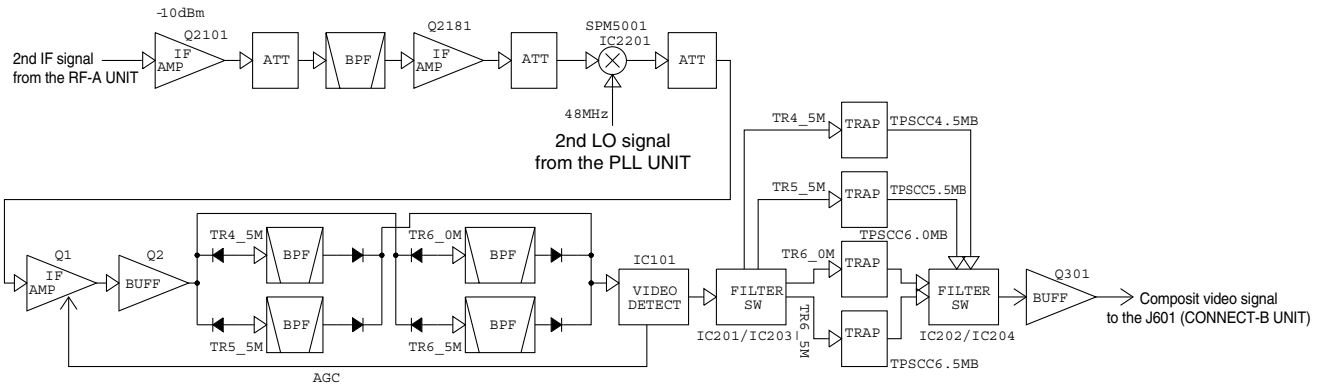 -10dBm
Q2101
2nd IF signal
from the RF-A UNIT
IF
AMP
ATT
BPF
Q2181
IF
AMP
ATT
SPM5001
IC2201
ATT
48MHz
2nd LO signal
from the PLL UNIT
TR4_5M
TRAP
TPSCC4.5MB
TR5_5M
TRAP
TPSCC5.5MB
TPSCC6.0MB
TR6_0M
TRAP
TR6_5M
TRAP
TPSCC6.5MB
Q1
IF
AMP
Q2
BUFF
TR4_5M
BPF
TR5_5M
BPF
TR6_0M
BPF
TR6_5M
BPF
IC101
VIDEO
DETECT
FILTER
SW
IC201/IC203
FILTER
SW
IC202/IC204
Q301
BUFF
Composit video signal
to the J601 (CONNECT-B UNIT)
AGC